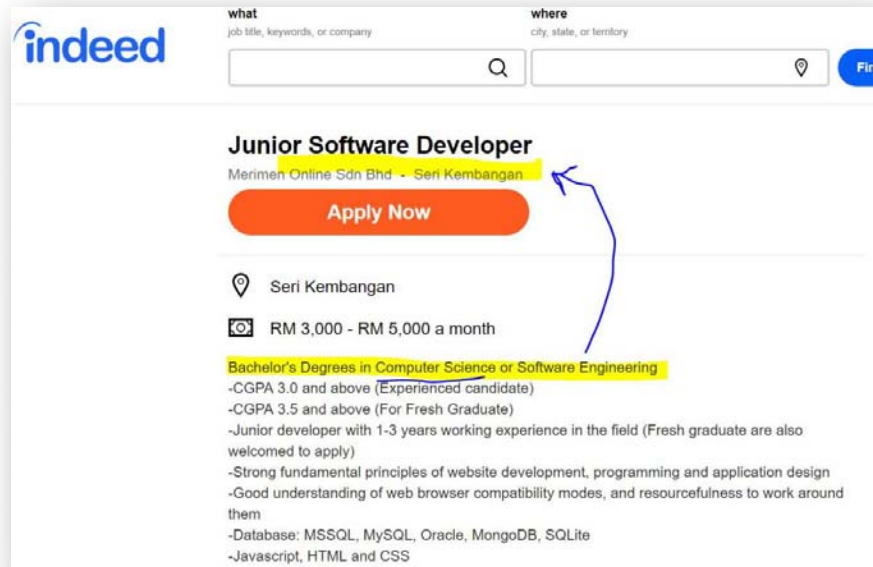 indeed
what
where
job title, keywords, or company
city, state, or territory
Junior Software Developer
Merimen Online Sdn Bhd - Seri Kembangan
Apply Now
Seri Kembangan
RM 3,000 - RM 5,000 a month
Bachelor's Degrees in Computer Science or Software Engineering
-CGPA 3.0 and above (Experienced candidate)
-CGPA 3.5 and above (For Fresh Graduate)
-Junior developer with 1-3 years working experience in the field (Fresh graduate are also
welcomed to apply)
-Strong fundamental principles of website development, programming and application design
-Good understanding of web browser compatibility modes, and resourcefulness to work around
them
-Database: MSSQL, MySQL, Oracle, MongoDB, SQLite
-Javascript, HTML and CSS